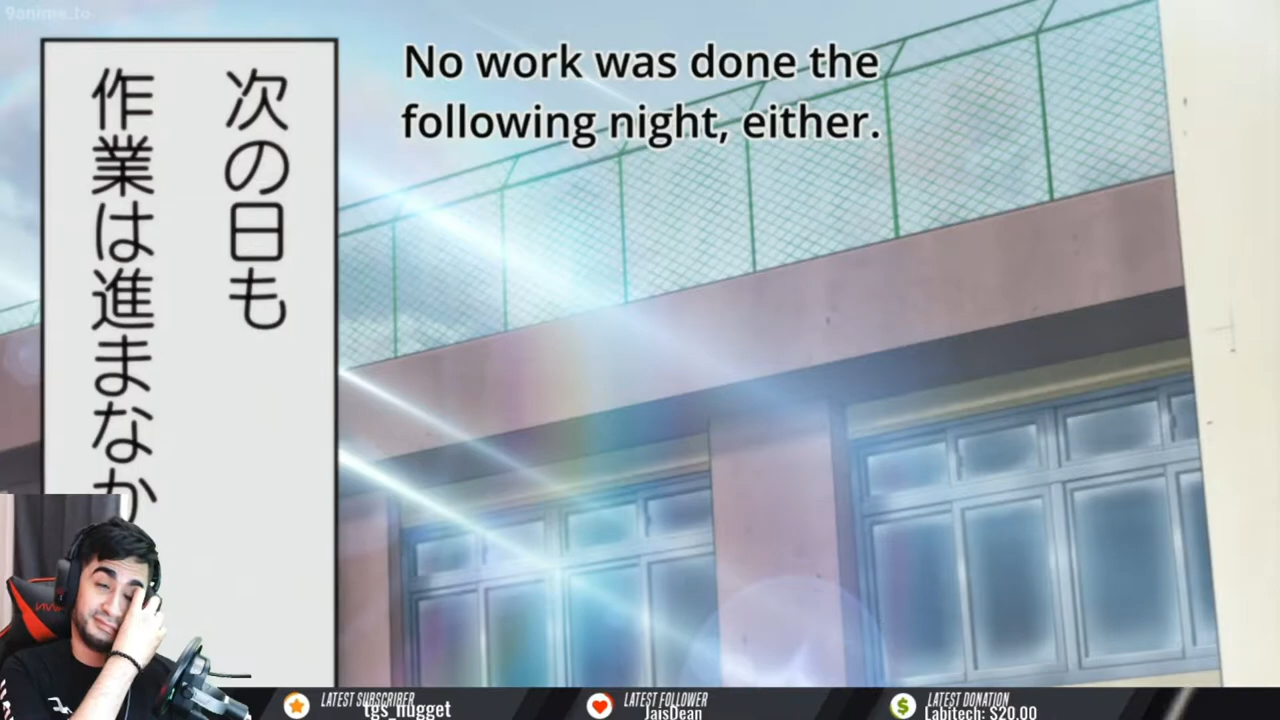 9anime.to
No work was done the
following night, either.
次の日も
作業は進まなか
LATEST SUBSCRIBER
tgs_nugget
LATEST FOLLOWER
JaisDean
LATEST DONATION
Labitech: $20.00